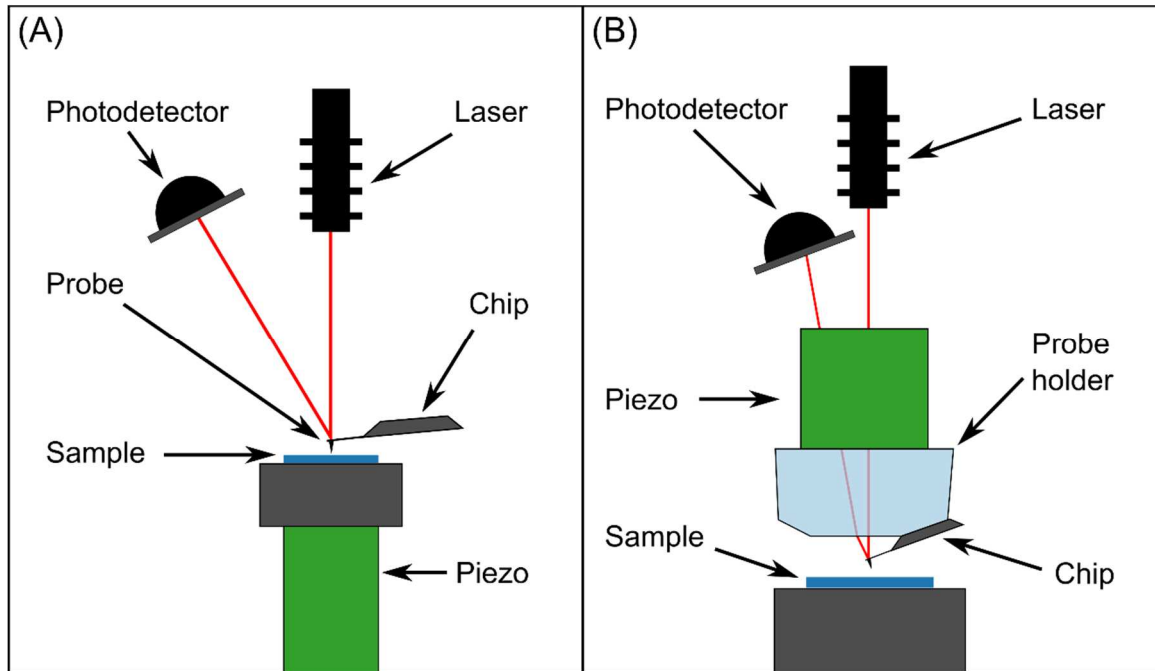 (A)
Photodetector
Laser
Probe
Chip
Sample
Piezo
(B)
Photodetector
Laser
Probe
holder
Piezo
Sample
Chip